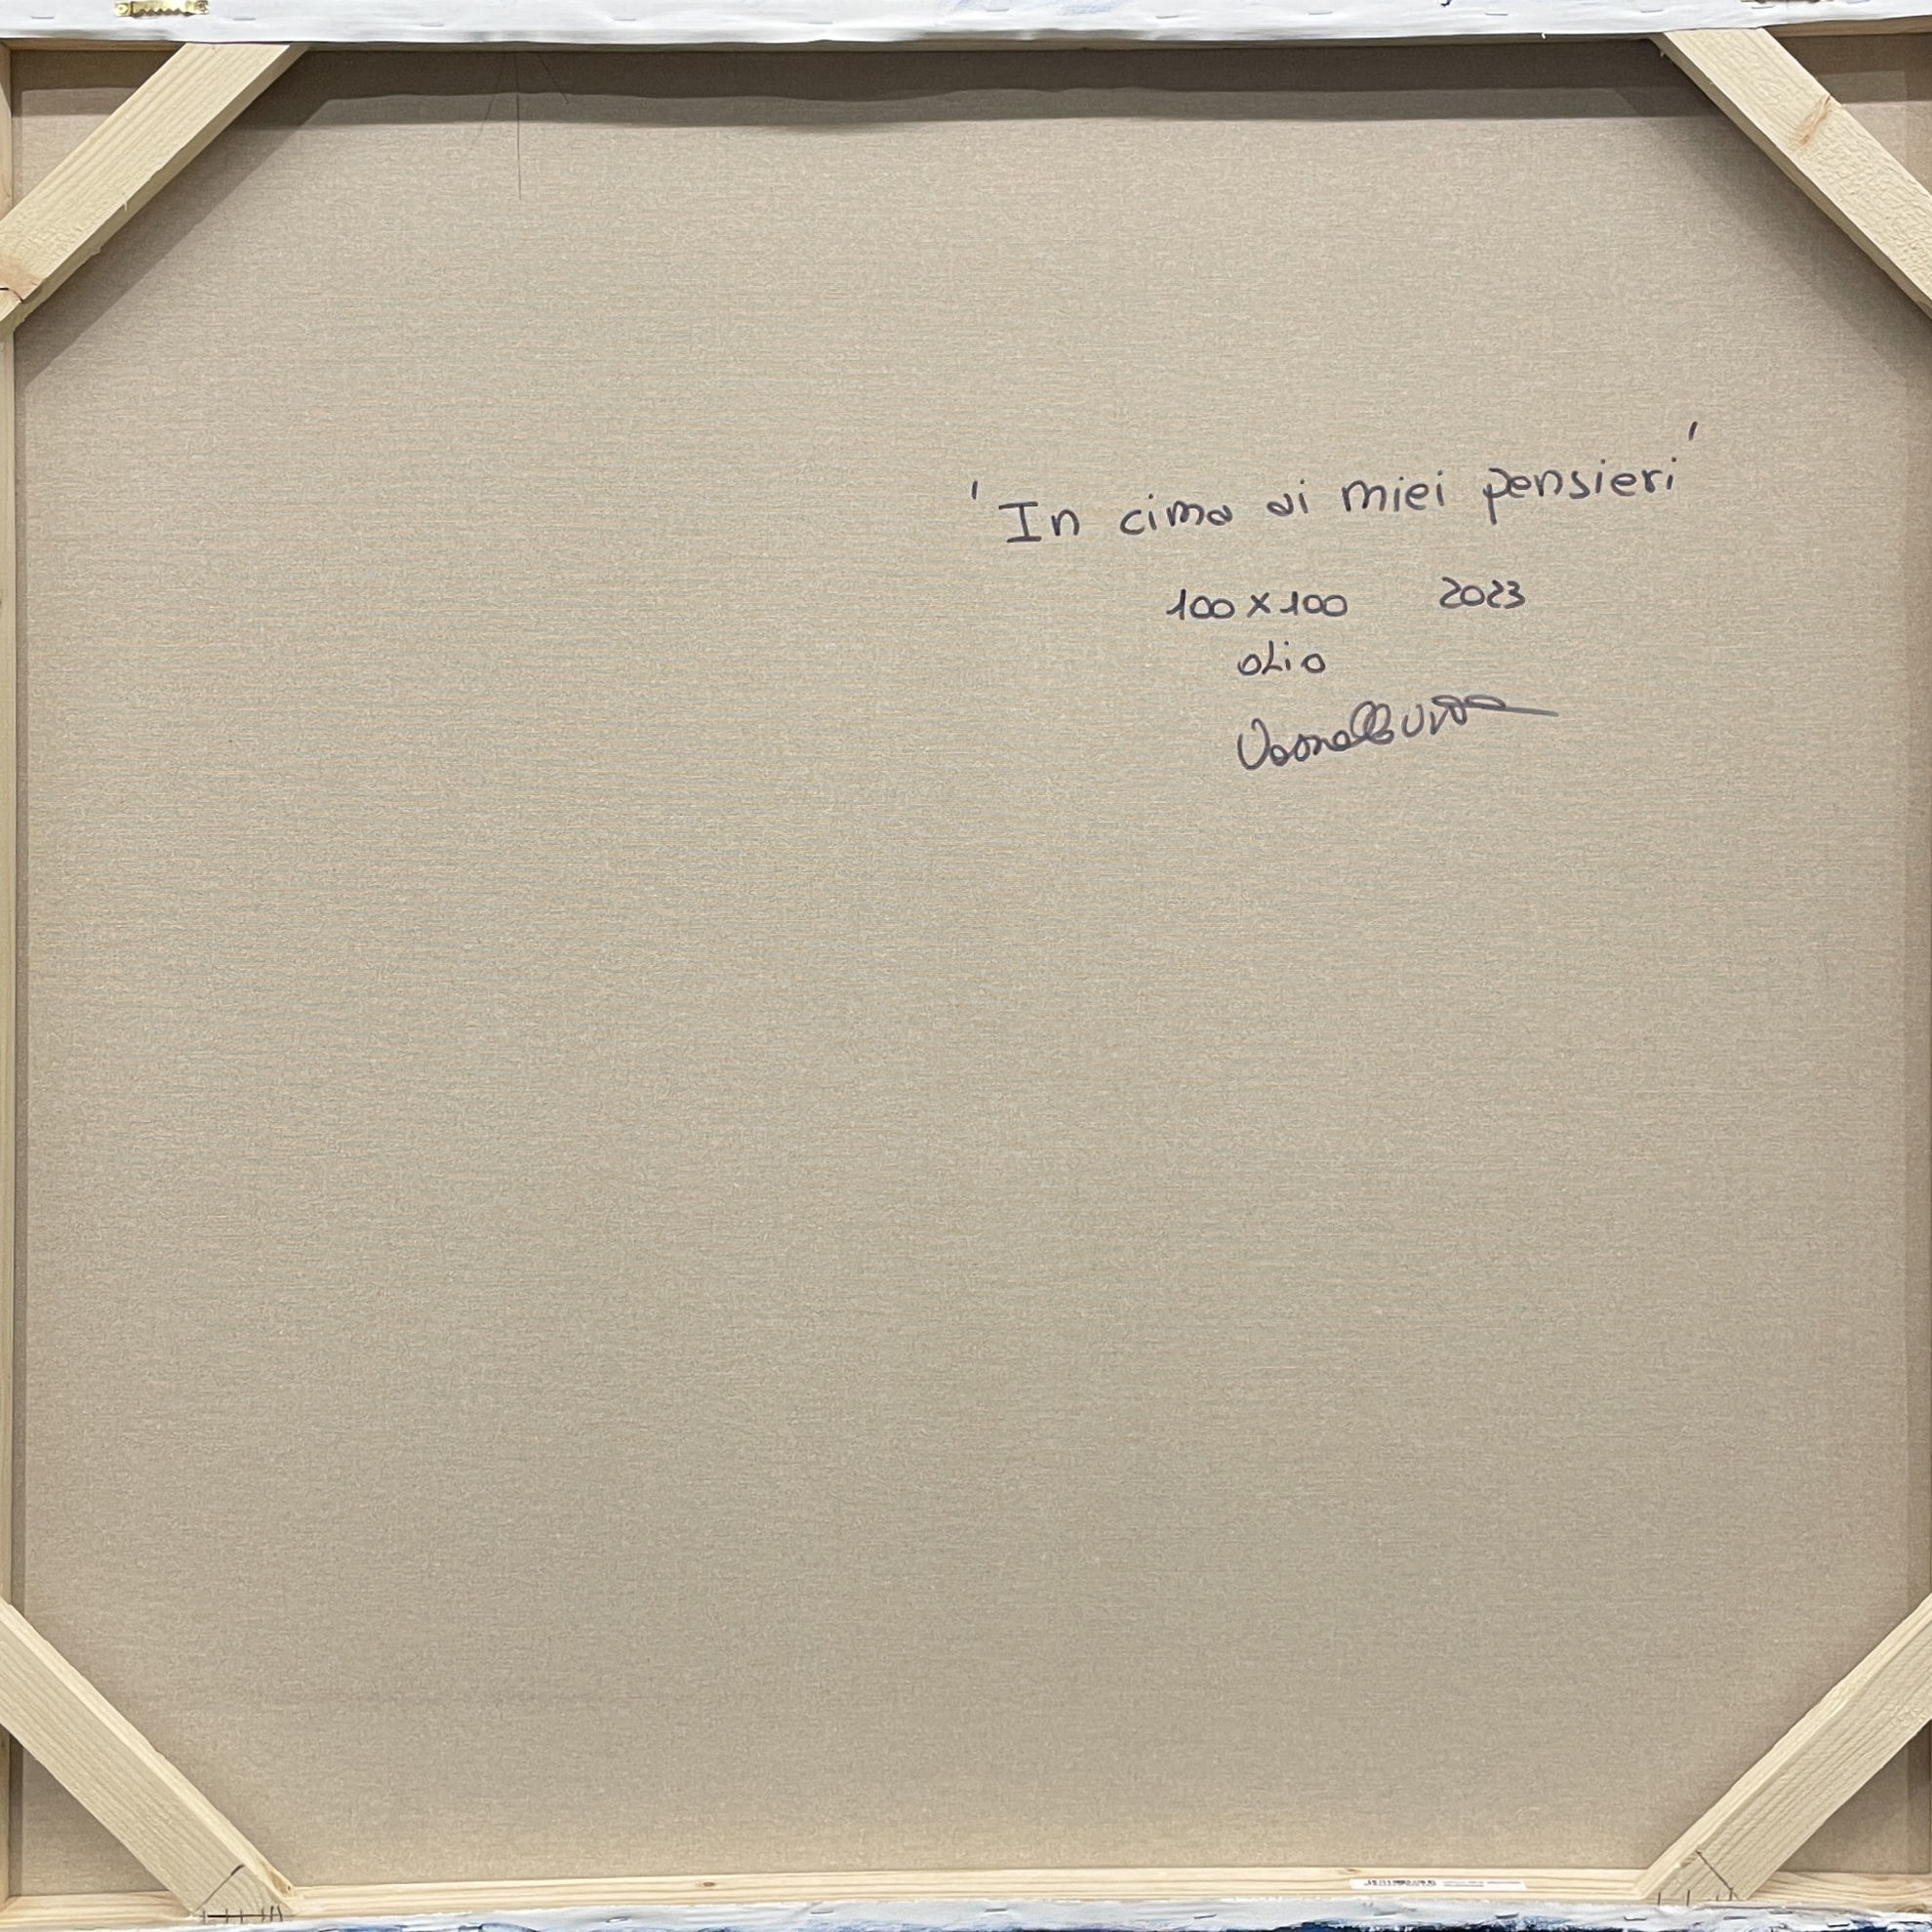 'In cima ai miei pensieri'
100 x 100 2023
olio